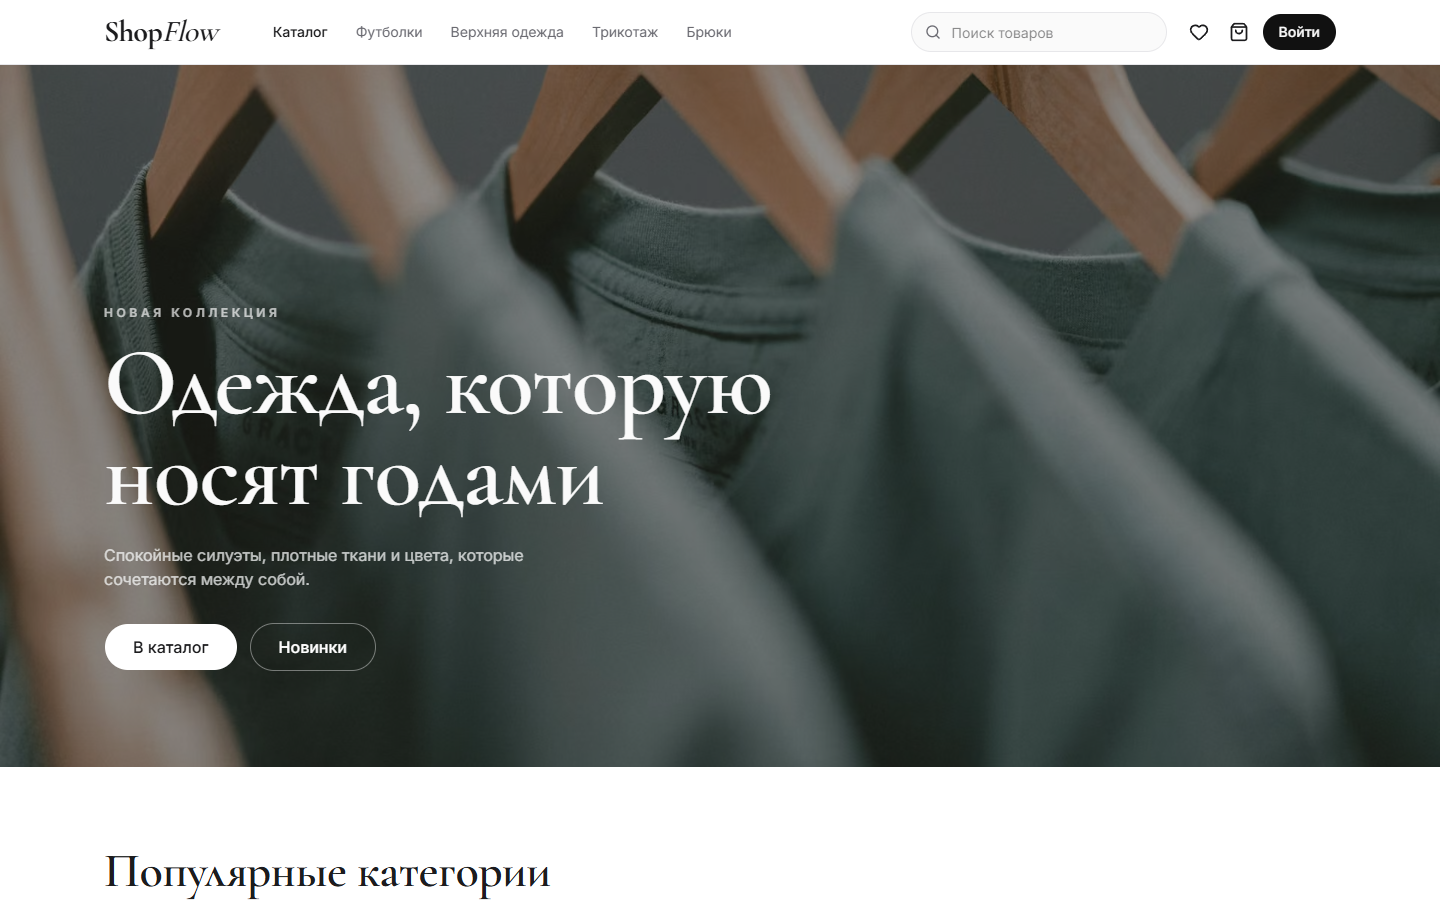 ShopFlow
Каталог
Футболки
Верхняя одежда
Трикотаж
Брюки
Поиск товаров
Войти
НОВАЯ КОЛЛЕКЦИЯ
Одежда, которую
носят годами
Спокойные силуэты, плотные ткани и цвета, которые
сочетаются между собой.
В каталог
Новинки
Популярные категории